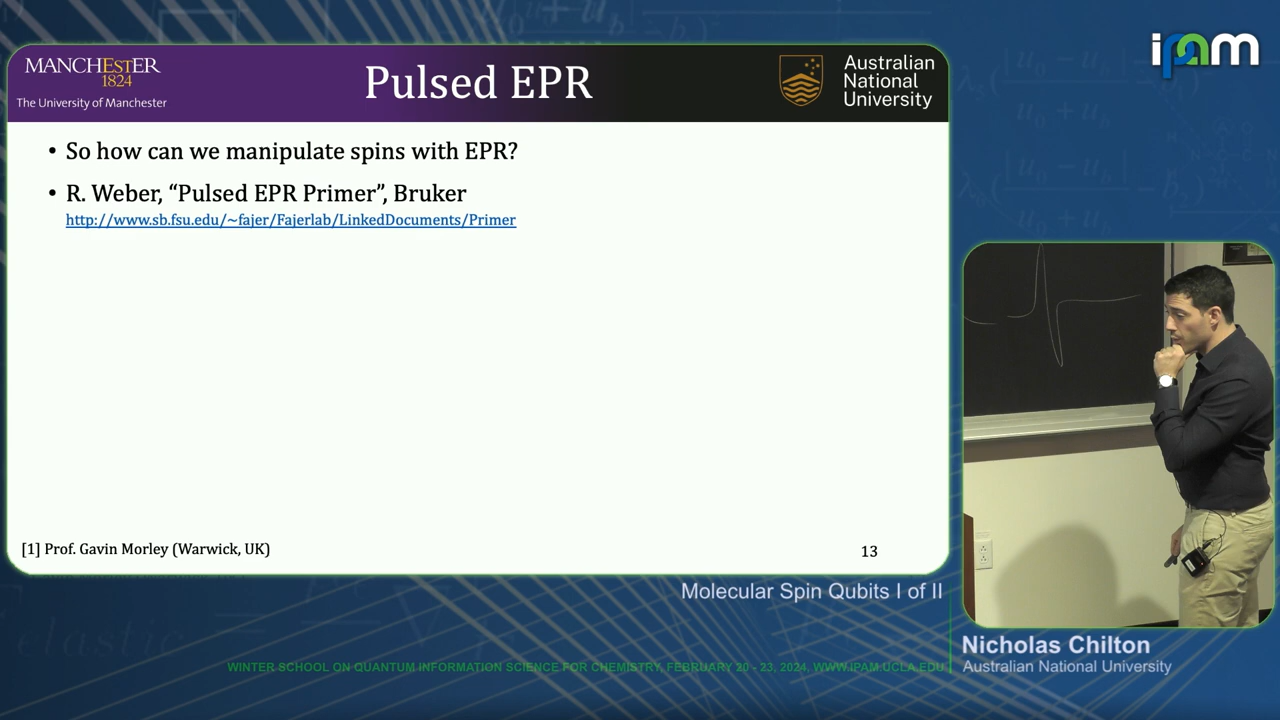 MANCHESTER
1824
The University of Manchester
Pulsed EPR
Australian
National
University
ipam
• So how can we manipulate spins with EPR?
• R. Weber, “Pulsed EPR Primer”, Bruker
http://www.sb.fsu.edu/~fajer/Fajerlab/LinkedDocuments/Primer
[1] Prof. Gavin Morley (Warwick, UK)
13
Molecular Spin Qubits I of II
Nicholas Chilton
Australian National University
WINTER SCHOOL ON QUANTUM INFORMATION SCIENCE FOR CHEMISTRY, FEBRUARY 20 - 23, 2024, WWW.IPAM.UCLA.EDU
elastic